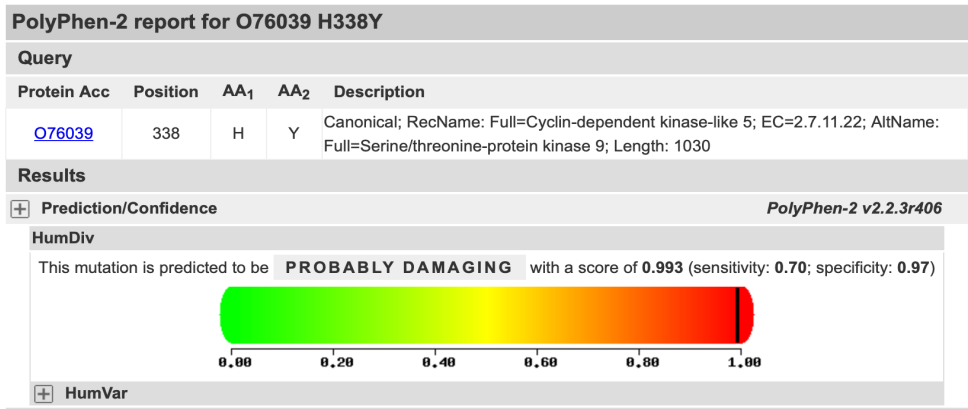 PolyPhen-2 report for O76039 H338Y
Query
Protein Acc Position AA1 AA2 Description
O76039 338 H Y Canonical; RecName: Full=Cyclin-dependent kinase-like 5; EC=2.7.11.22; AltName:
Full=Serine/threonine-protein kinase 9; Length: 1030
Results
Prediction/Confidence PolyPhen-2 v2.2.3r406
HumDiv
This mutation is predicted to be PROBABLY DAMAGING with a score of 0.993 (sensitivity: 0.70; specificity: 0.97)
0.00 0.20 0.40 0.60 0.80 1.00
HumVar